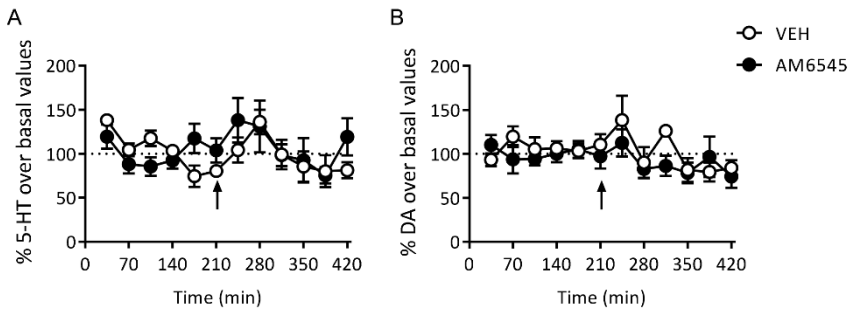 A
B
VEH
AM6545
% 5-HT over basal values
200
150
100
50
0
0 70 140 210 280 350 420
Time (min)
% DA over basal values
200
150
100
50
0
0 70 140 210 280 350 420
Time (min)